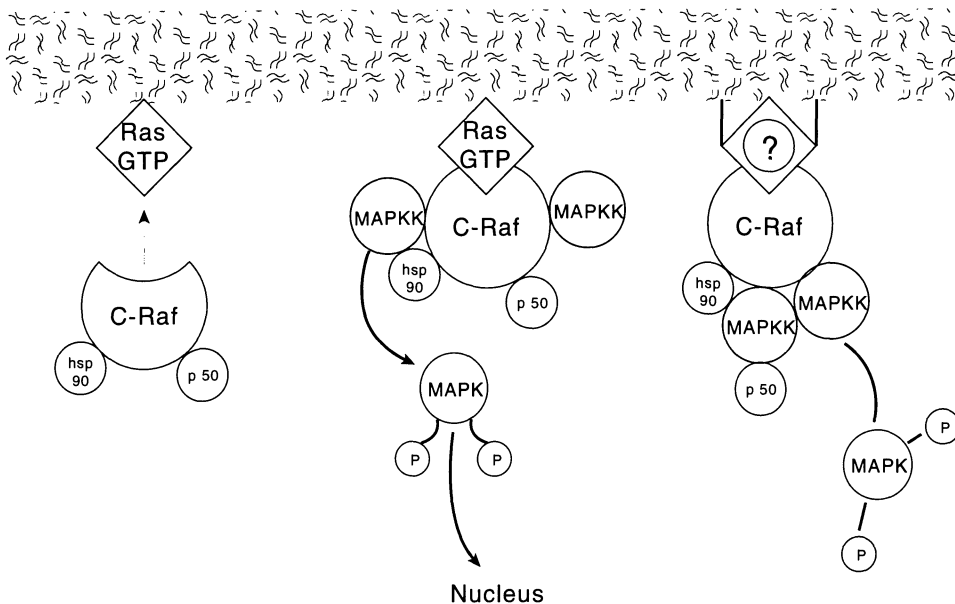 Ras
GTP
C-Raf
hsp
90
p 50
Ras
GTP
MAPKK
MAPKK
C-Raf
hsp
90
p 50
MAPK
P
P
Nucleus
?
C-Raf
hsp
90
MAPKK
MAPKK
p 50
MAPK
P
P